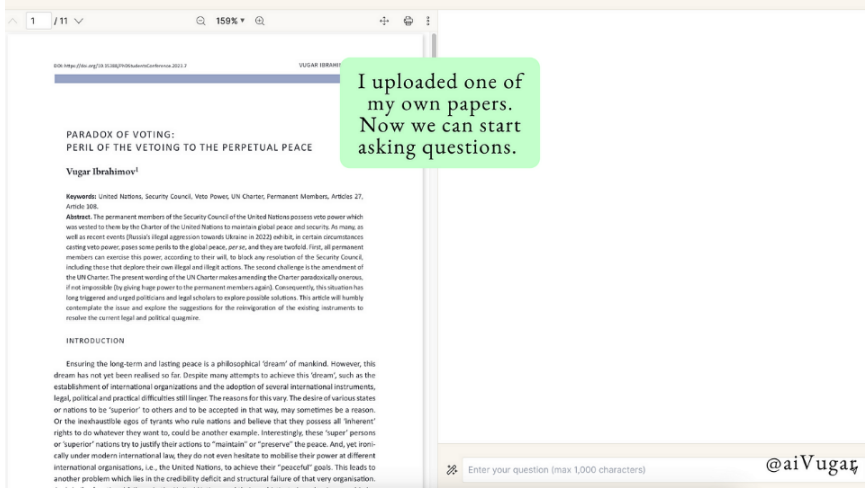 1 / 11
159%
VUGAR IBRAHIM
I uploaded one of
my own papers.
Now we can start
asking questions.
PARADOX OF VOTING:
PERIL OF THE VETOING TO THE PERPETUAL PEACE
Vugar Ibrahimov¹
Keywords: United Nations, Security Council, Veto Power, UN Charter, Permanent Members, Articles 27,
Article 108.
Abstract. The permanent members of the Security Council of the United Nations possess veto power which
was vested to them by the Charter of the United Nations to maintain global peace and security. As many, as
well as recent events (Russia's illegal aggression towards Ukraine in 2022) exhibit, in certain circumstances
casting veto power, poses some perils to the global peace, per se, and they are twofold. First, all permanent
members can exercise this power, according to their will, to block any resolution of the Security Council,
including those that deplore their own illegal and illegit actions. The second challenge is the amendment of
the UN Charter. The present wording of the UN Charter makes amending the Charter paradoxically onerous,
if not impossible (by giving huge power to the permanent members again). Consequently, this situation has
long triggered and urged politicians and legal scholars to explore possible solutions. This article will humbly
contemplate the issue and explore the suggestions for the reinvigoration of the existing instruments to
resolve the current legal and political quagmire.
INTRODUCTION
Ensuring the long-term and lasting peace is a philosophical 'dream' of mankind. However, this
dream has not yet been realised so far. Despite many attempts to achieve this 'dream', such as the
establishment of international organizations and the adoption of several international instruments,
legal, political and practical difficulties still linger. The reasons for this vary. The desire of various states
or nations to be 'superior' to others and to be accepted in that way, may sometimes be a reason.
Or the inexhaustible egos of tyrants who rule nations and believe that they possess all 'inherent'
rights to do whatever they want to, could be another example. Interestingly, these 'super' persons
or 'superior' nations try to justify their actions to "maintain" or "preserve" the peace. And, yet ironi-
cally under modern international law, they do not even hesitate to mobilise their power at different
international organisations, i.e., the United Nations, to achieve their "peaceful" goals. This leads to
another problem which lies in the credibility deficit and structural failure of that very organisation.
Enter your question (max 1,000 characters)
@aiVugar